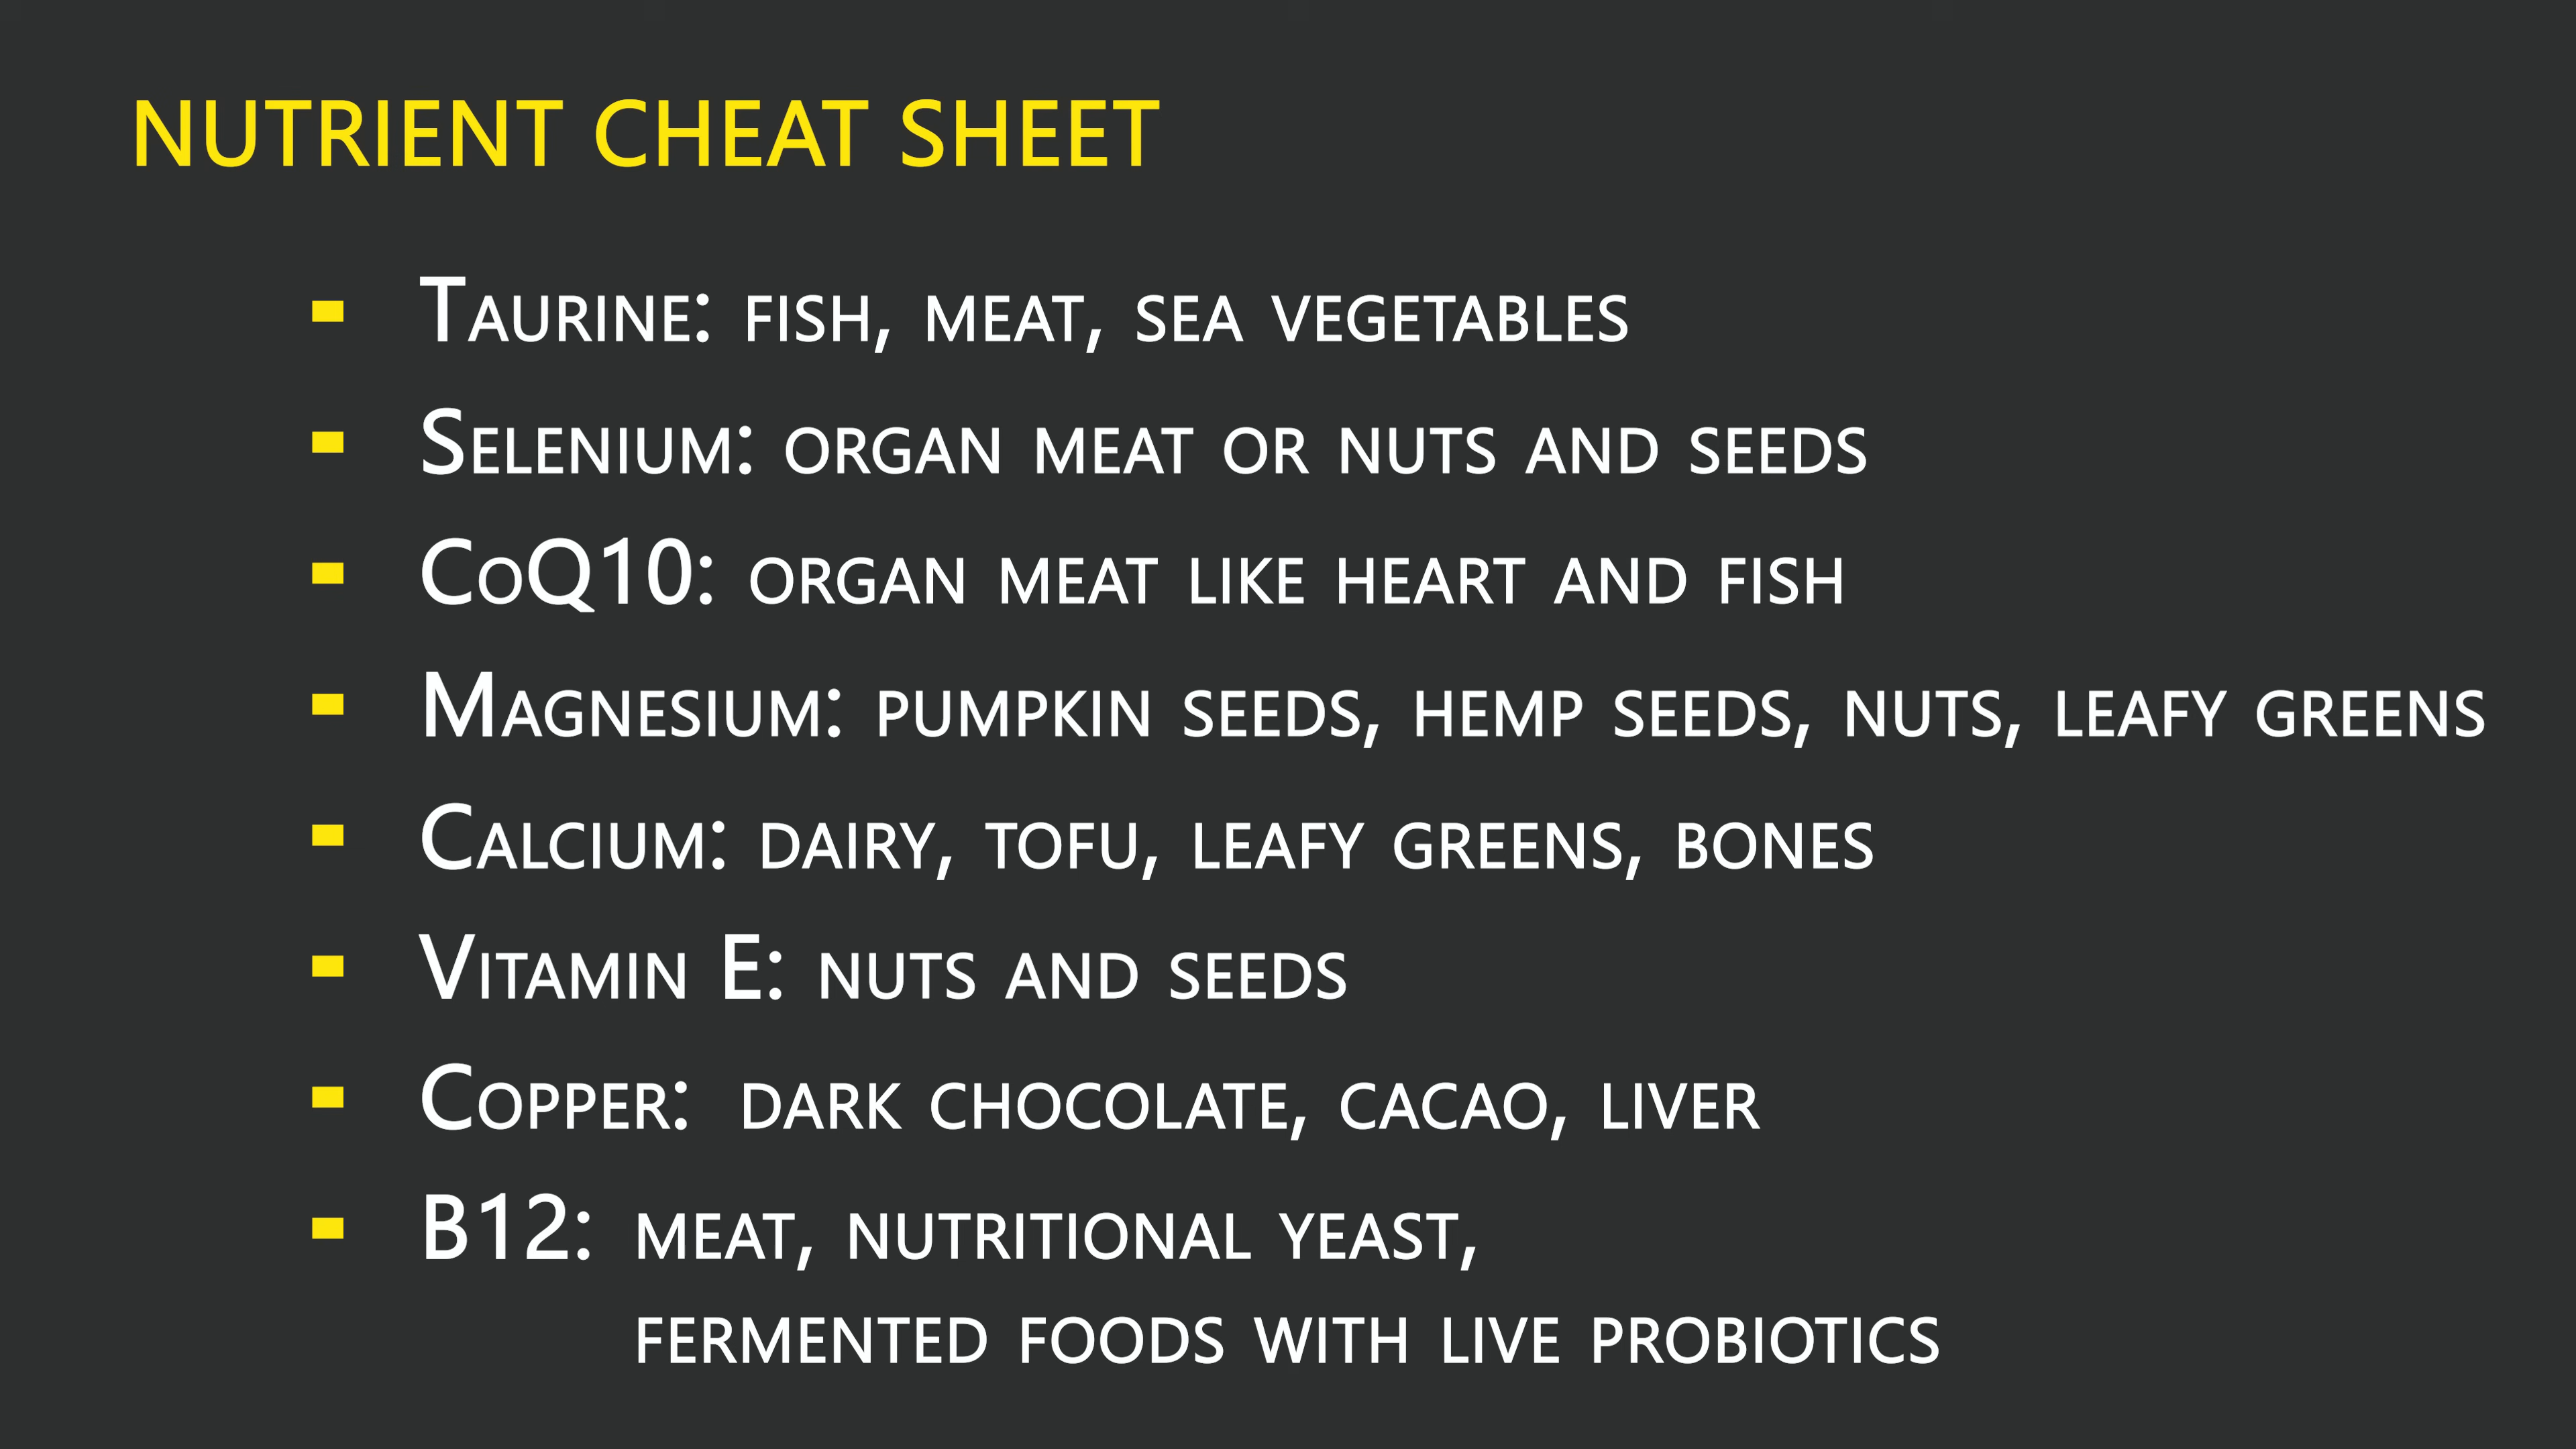 NUTRIENT CHEAT SHEET
▪ Taurine: fish, meat, sea vegetables
▪ Selenium: organ meat or nuts and seeds
▪ CoQ10: organ meat like heart and fish
▪ Magnesium: pumpkin seeds, hemp seeds, nuts, leafy greens
▪ Calcium: dairy, tofu, leafy greens, bones
▪ Vitamin E: nuts and seeds
▪ Copper: dark chocolate, cacao, liver
▪ B12: meat, nutritional yeast,
fermented foods with live probiotics